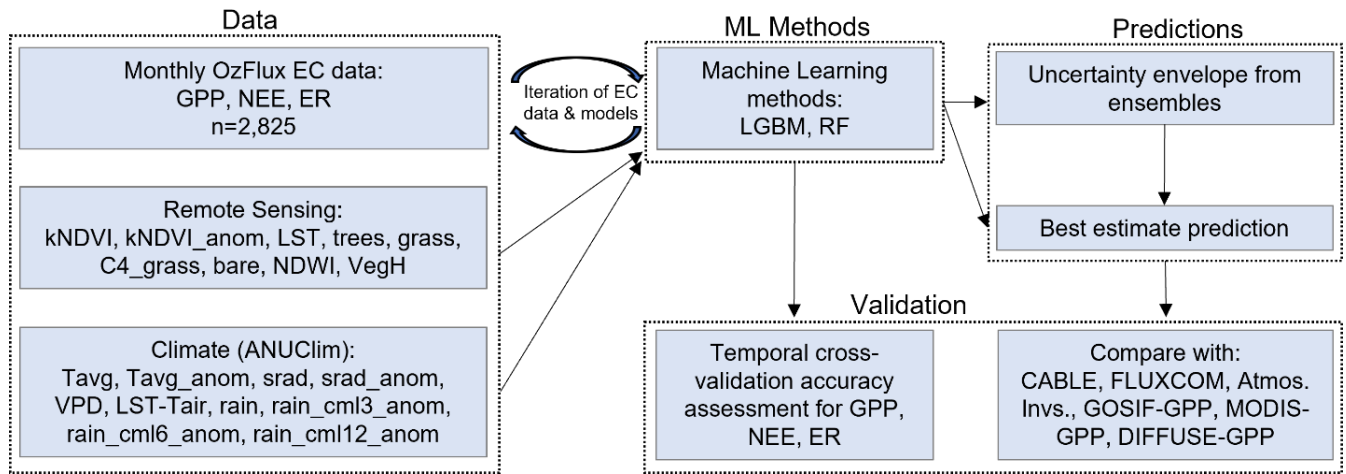 Data
Monthly OzFlux EC data:
GPP, NEE, ER
n=2,825
Remote Sensing:
kNDVI, kNDVI_anom, LST, trees, grass,
C4_grass, bare, NDWI, VegH
Climate (ANUClim):
Tavg, Tavg_anom, srad, srad_anom,
VPD, LST-Tair, rain, rain_cml3_anom,
rain_cml6_anom, rain_cml12_anom
Iteration of EC
data & models
ML Methods
Machine Learning
methods:
LGBM, RF
Predictions
Uncertainty envelope from
ensembles
Best estimate prediction
Validation
Temporal cross-
validation accuracy
assessment for GPP,
NEE, ER
Compare with:
CABLE, FLUXCOM, Atmos.
Invs., GOSIF-GPP, MODIS-
GPP, DIFFUSE-GPP